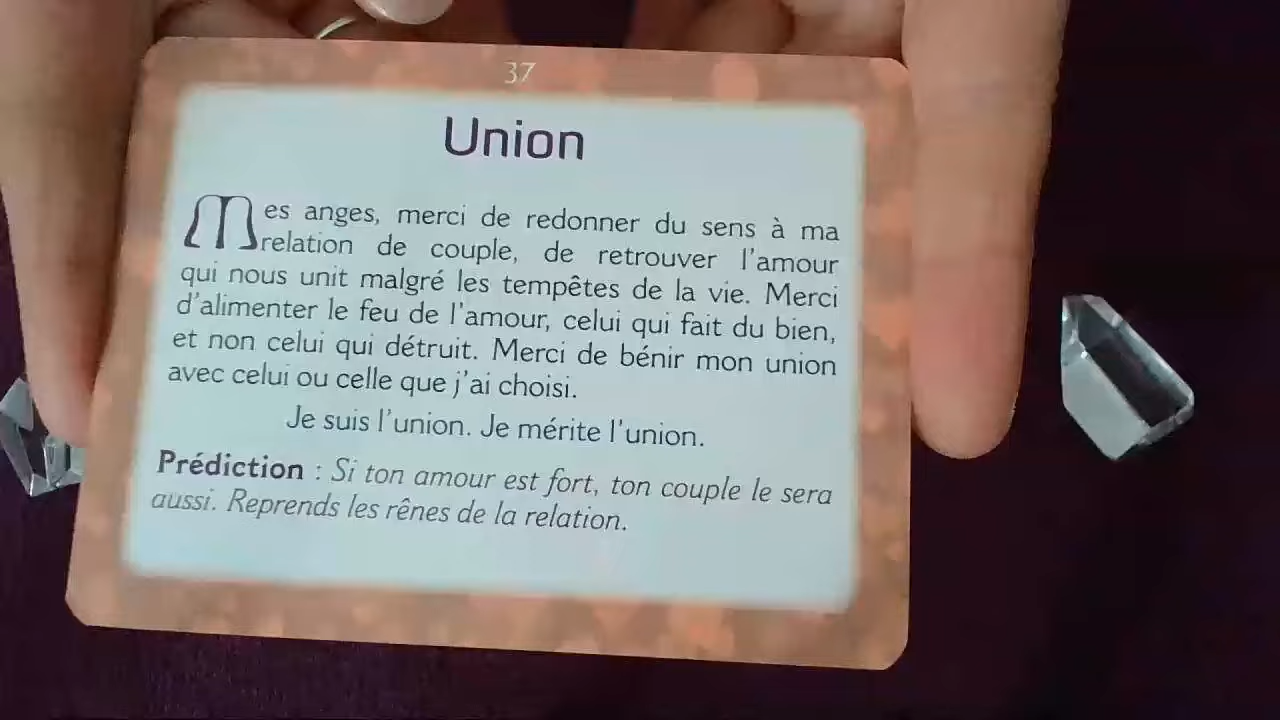 37
Union
Mes anges, merci de redonner du sens à ma
relation de couple, de retrouver l'amour
qui nous unit malgré les tempêtes de la vie. Merci
d'alimenter le feu de l'amour, celui qui fait du bien,
et non celui qui détruit. Merci de bénir mon union
avec celui ou celle que j'ai choisi.
Je suis l'union. Je mérite l'union.
Prédiction : Si ton amour est fort, ton couple le sera
aussi. Reprends les rênes de la relation.